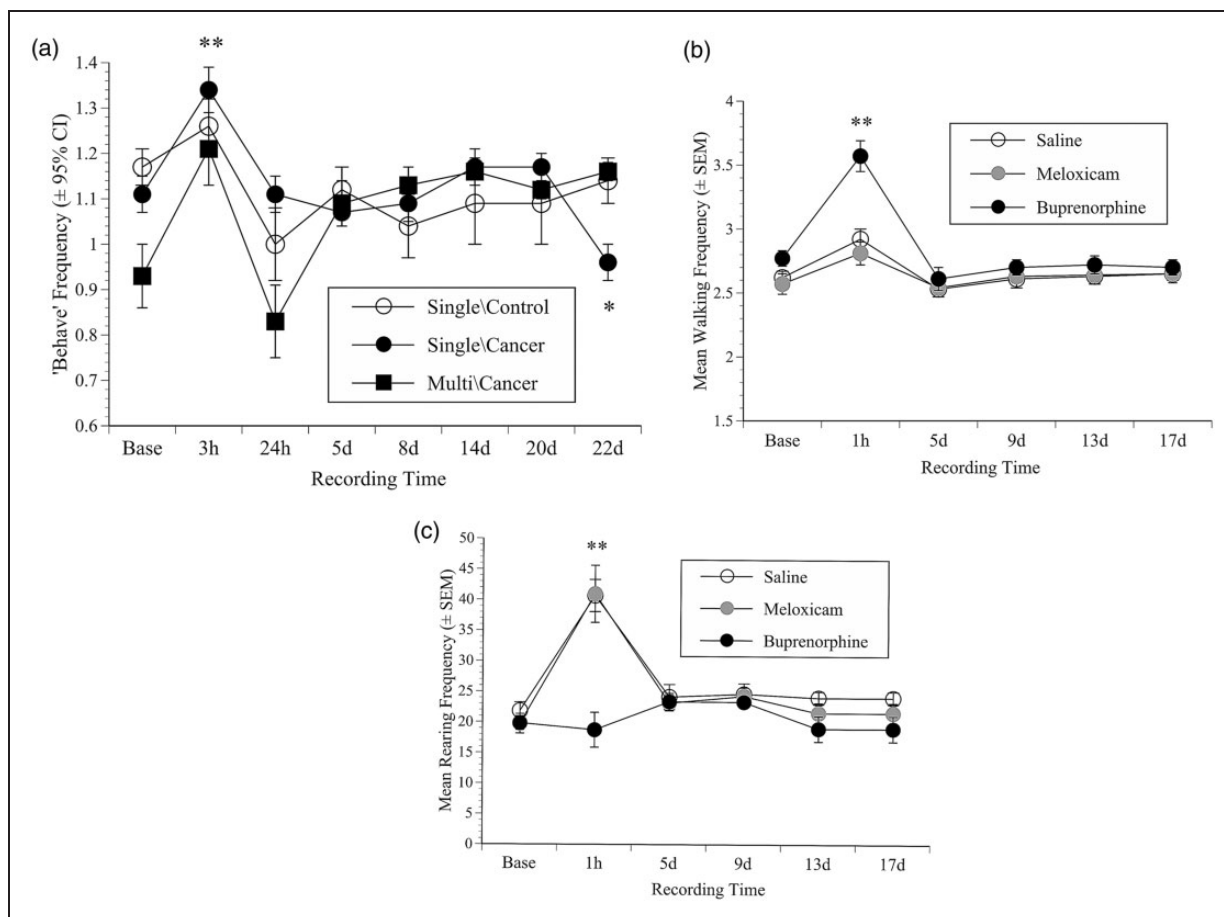 (a)
**
'Behave' Frequency (± 95% CI)
1.4
1.3
1.2
1.1
1
0.9
0.8
0.7
0.6
Single\Control
Single\Cancer
Multi\Cancer
*
Base 3h 24h 5d 8d 14d 20d 22d
Recording Time
(b)
**
Mean Walking Frequency (± SEM)
4
3.5
3
2.5
2
1.5
Saline
Meloxicam
Buprenorphine
Base 1h 5d 9d 13d 17d
Recording Time
(c)
**
Mean Rearing Frequency (± SEM)
50
45
40
35
30
25
20
15
10
5
0
Saline
Meloxicam
Buprenorphine
Base 1h 5d 9d 13d 17d
Recording Time